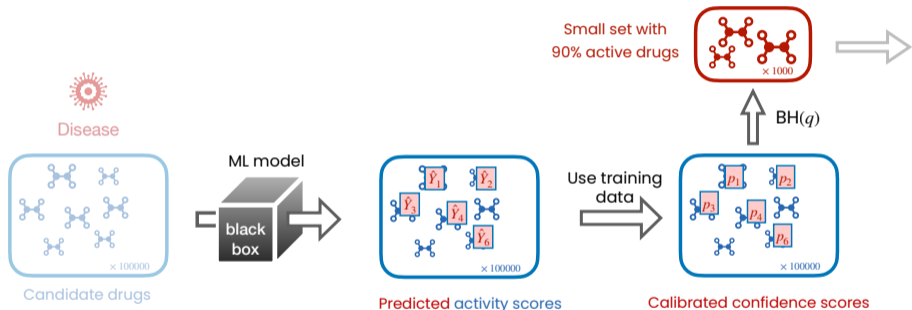 Small set with
90% active drugs
× 1000
BH(q)
Disease
ML model
black
box
Use training
data
Ŷ₁
Ŷ₂
Ŷ₃
Ŷ₄
Ŷ₆
p₁
p₂
p₃
p₄
p₆
× 100000
× 100000
× 100000
Candidate drugs
Predicted activity scores
Calibrated confidence scores